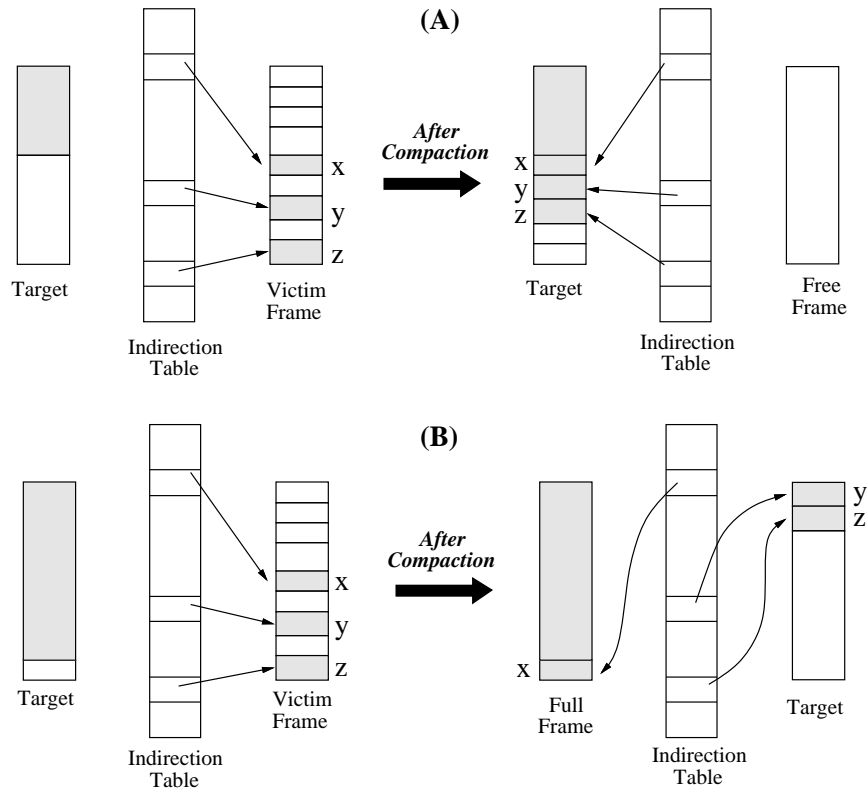 (A)
After
Compaction
x
y
z
x
y
z
Target
Victim
Frame
Indirection
Table
Target
Free
Frame
Indirection
Table
(B)
After
Compaction
x
y
z
y
z
x
Target
Victim
Frame
Indirection
Table
Full
Frame
Target
Indirection
Table